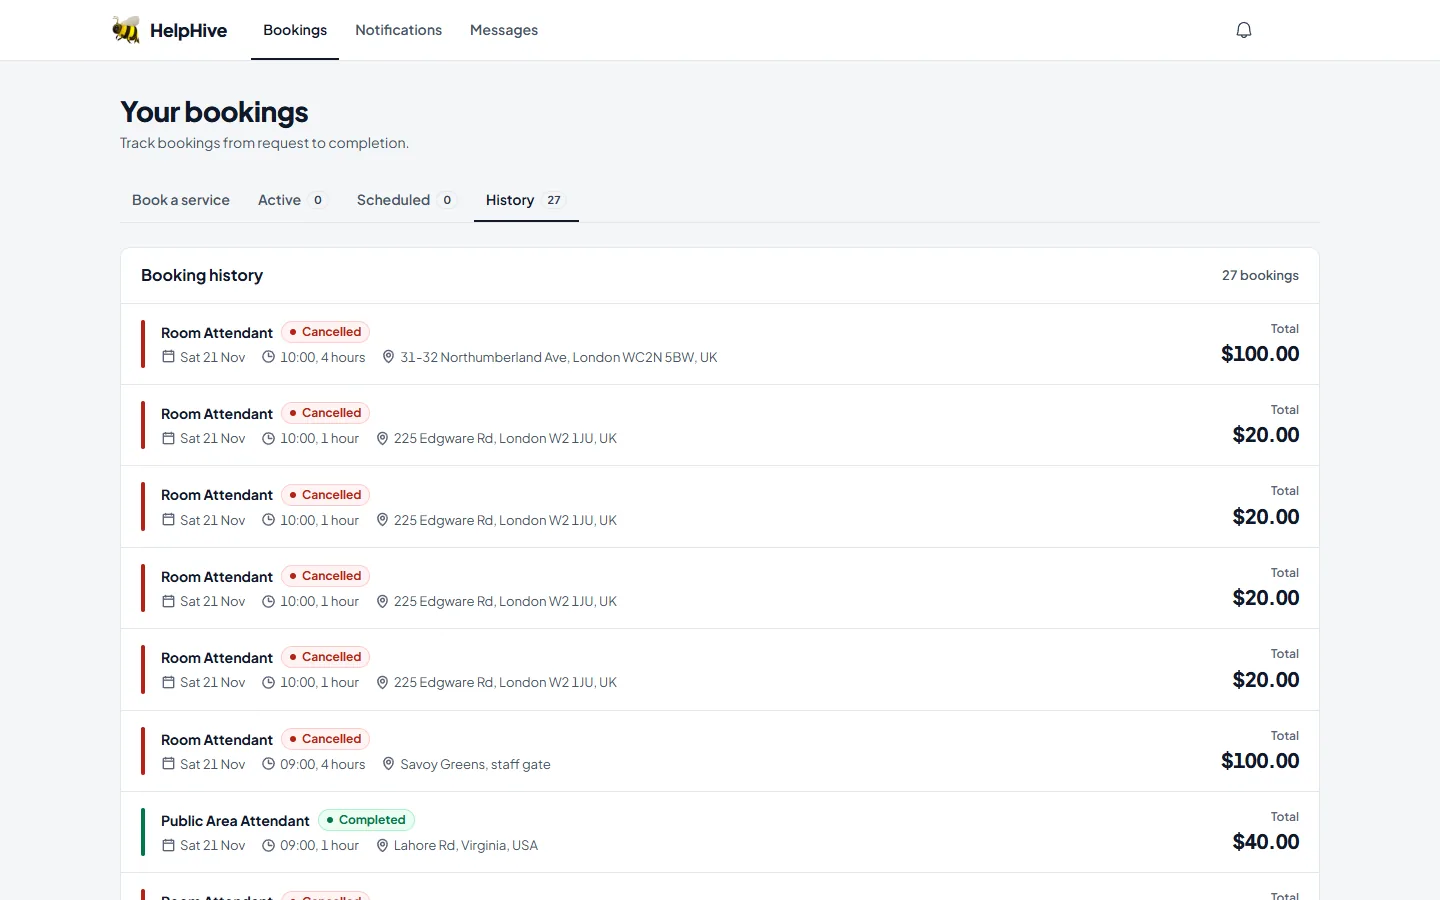 HelpHive Bookings Notifications Messages
Your bookings
Track bookings from request to completion.
Book a service Active 0 Scheduled 0 History 27
Booking history 27 bookings
Room Attendant Cancelled Total
Sat 21 Nov 10:00, 4 hours 31-32 Northumberland Ave, London WC2N 5BW, UK $100.00
Room Attendant Cancelled Total
Sat 21 Nov 10:00, 1 hour 225 Edgware Rd, London W2 1JU, UK $20.00
Room Attendant Cancelled Total
Sat 21 Nov 10:00, 1 hour 225 Edgware Rd, London W2 1JU, UK $20.00
Room Attendant Cancelled Total
Sat 21 Nov 10:00, 1 hour 225 Edgware Rd, London W2 1JU, UK $20.00
Room Attendant Cancelled Total
Sat 21 Nov 10:00, 1 hour 225 Edgware Rd, London W2 1JU, UK $20.00
Room Attendant Cancelled Total
Sat 21 Nov 09:00, 4 hours Savoy Greens, staff gate $100.00
Public Area Attendant Completed Total
Sat 21 Nov 09:00, 1 hour Lahore Rd, Virginia, USA $40.00
Room Attendant Cancelled Total